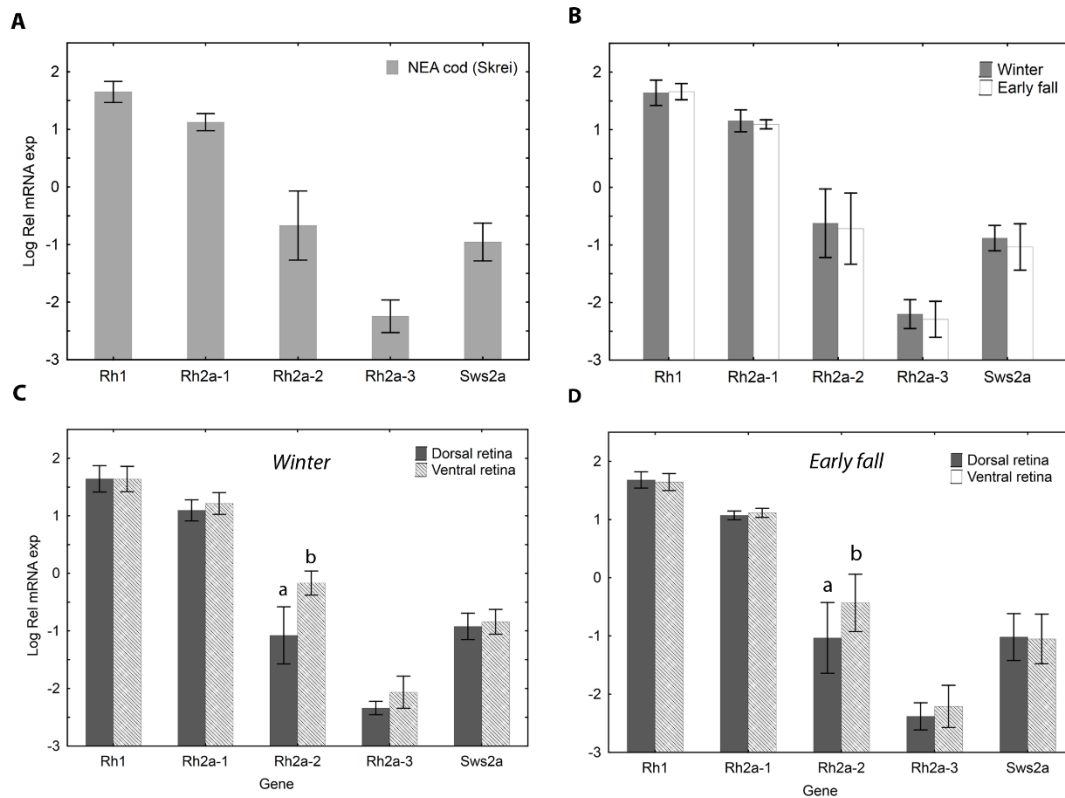 A
NEA cod (Skrei)
Log Rel mRNA exp
2
1
0
-1
-2
-3
Rh1 Rh2a-1 Rh2a-2 Rh2a-3 Sws2a
B
Winter
Early fall
2
1
0
-1
-2
-3
Rh1 Rh2a-1 Rh2a-2 Rh2a-3 Sws2a
C
Winter
Dorsal retina
Ventral retina
Log Rel mRNA exp
2
1
0
-1
-2
-3
a
b
Rh1 Rh2a-1 Rh2a-2 Rh2a-3 Sws2a
Gene
D
Early fall
Dorsal retina
Ventral retina
2
1
0
-1
-2
-3
a
b
Rh1 Rh2a-1 Rh2a-2 Rh2a-3 Sws2a
Gene